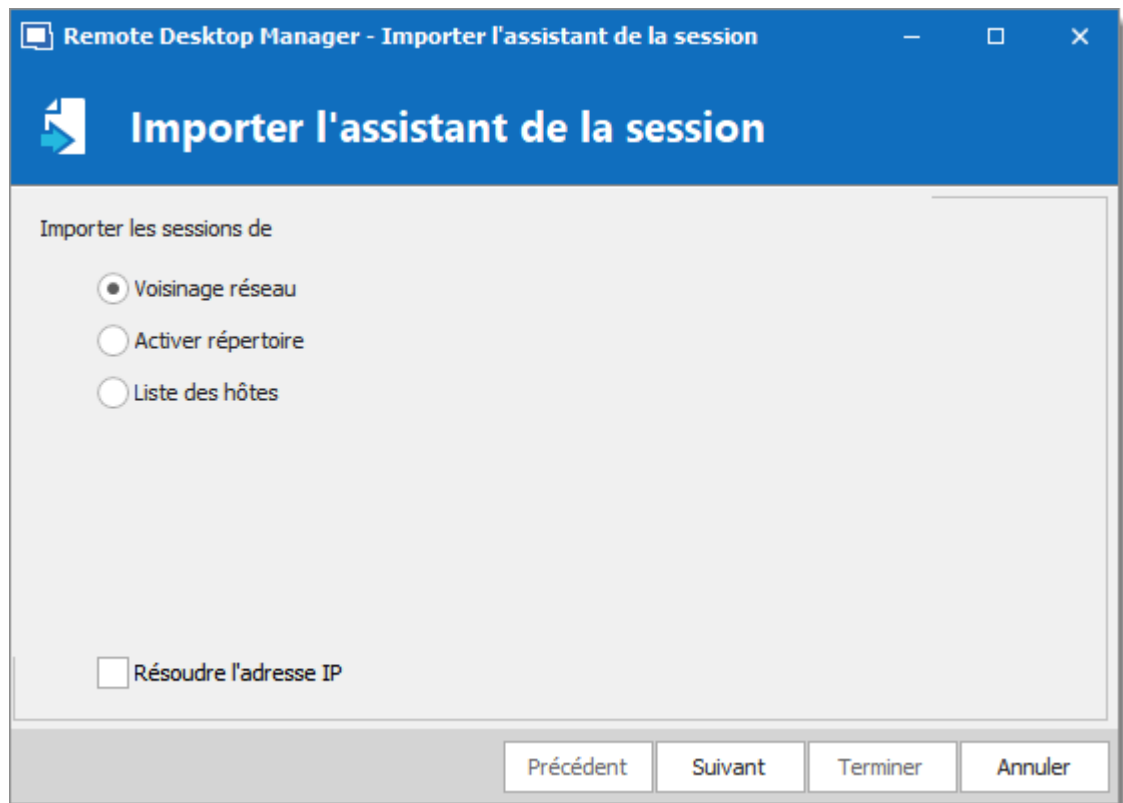 Remote Desktop Manager - Importer l'assistant de la session
Importer l'assistant de la session
Importer les sessions de
Voisinage réseau
Activer répertoire
Liste des hôtes
Résoudre l'adresse IP
Précédent Suivant Terminer Annuler